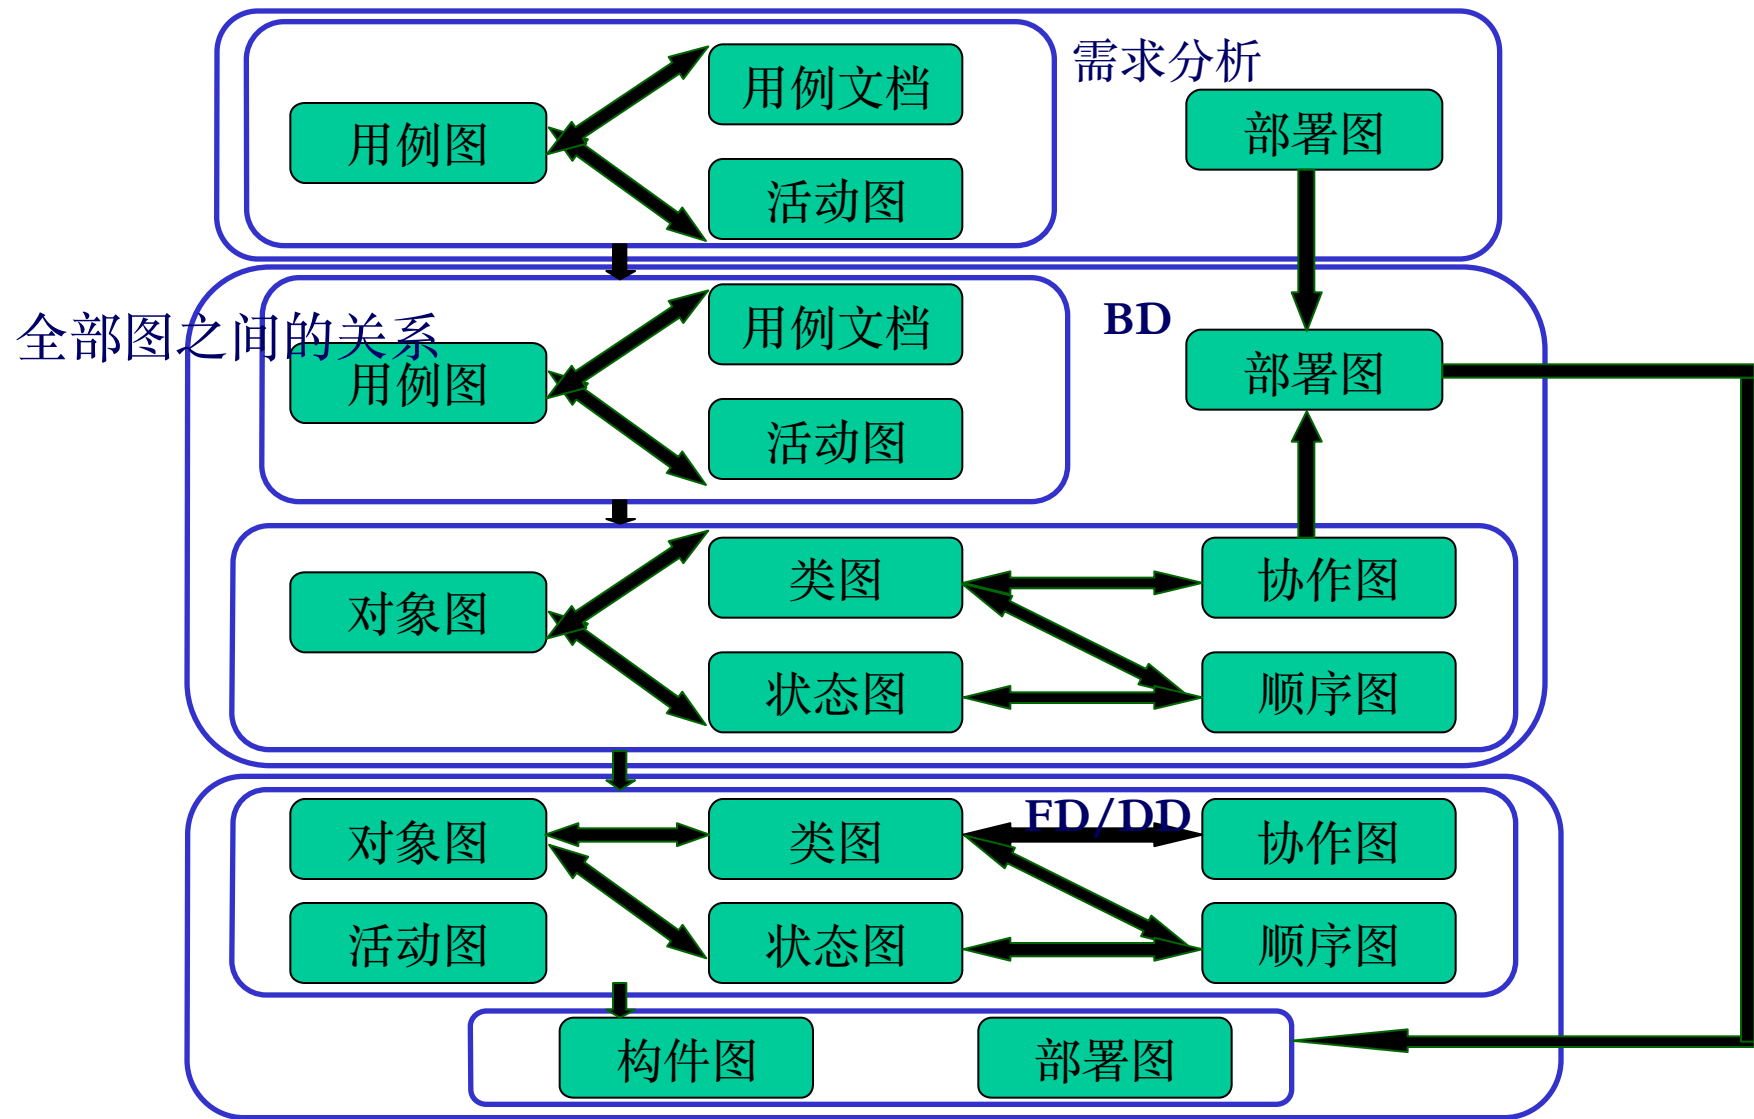 需求分析
用例文档
用例图
部署图
活动图
全部图之间的关系
BD
用例文档
用例图
部署图
活动图
类图
协作图
对象图
状态图
顺序图
FD/DD
对象图
类图
协作图
活动图
状态图
顺序图
构件图
部署图